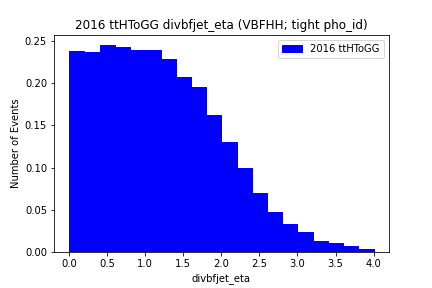 2016 ttHToGG divbfjet_eta (VBFHH; tight pho_id)
2016 ttHToGG
Number of Events
0.25
0.20
0.15
0.10
0.05
0.00
0.0 0.5 1.0 1.5 2.0 2.5 3.0 3.5 4.0
divbfjet_eta